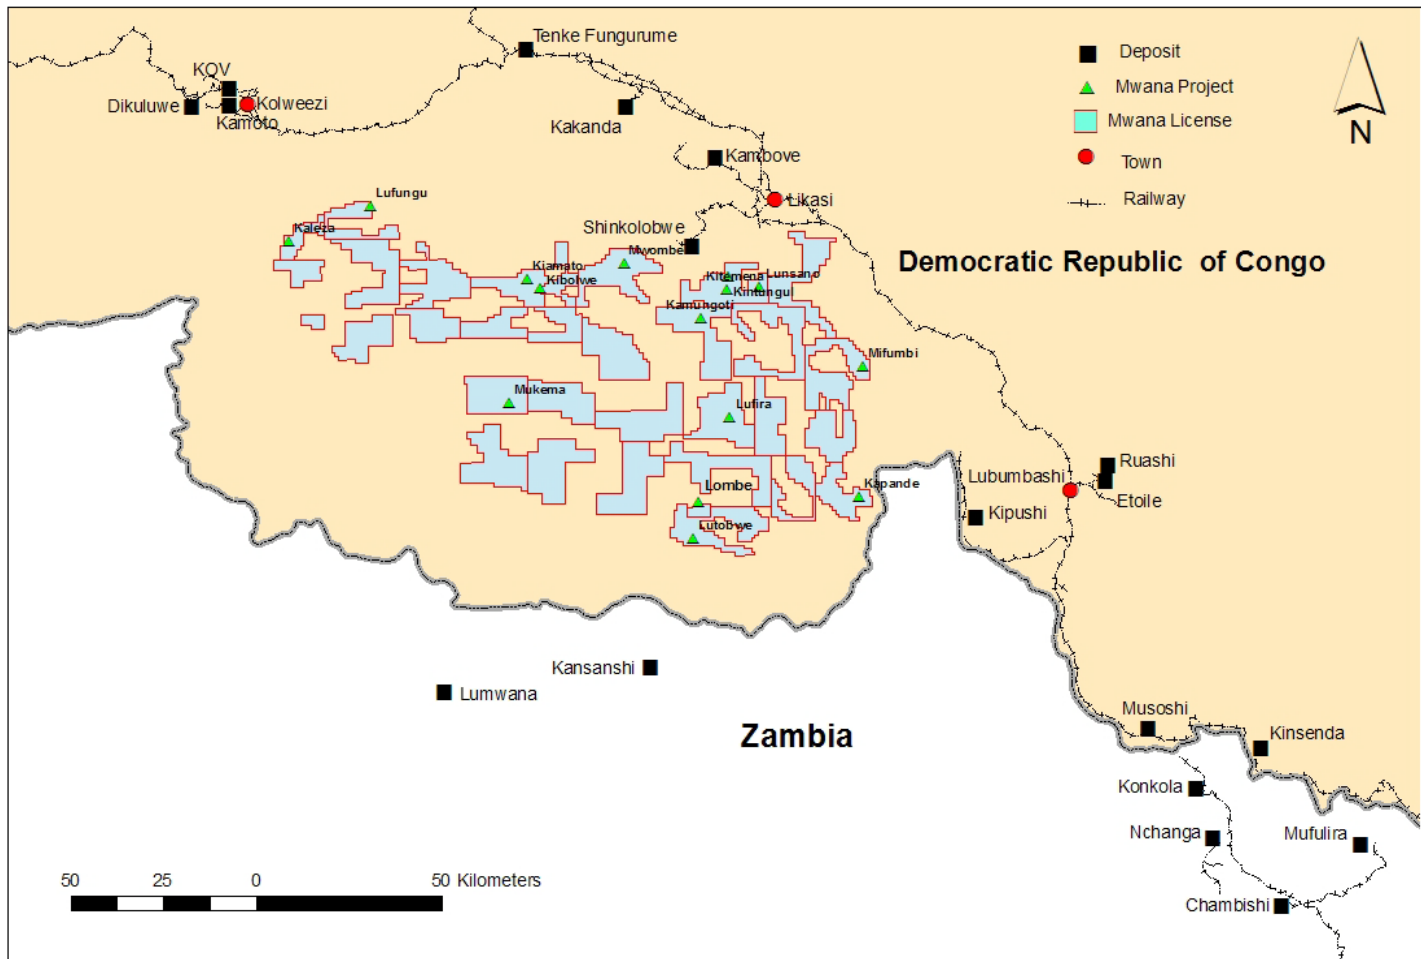 Tenke Fungurume
Deposit
KOV
Mwana Project
Dikuluwe
Kolweezi
Kamoto
Kakanda
Mwana License
N
Kambove
Town
Likasi
Railway
Lufungu
Kaleza
Shinkolobwe
Mwombe
Democratic Republic of Congo
Kiamato
Kibolwe
Kitemena
Lunsano
Kintungui
Kamungoti
Mifumbi
Mukema
Lufira
Ruashi
Lubumbashi
Etoile
Lombe
Kapande
Kipushi
Lutobwe
Kansanshi
Lumwana
Zambia
Musoshi
Kinsenda
Konkola
Nchanga
Mufulira
50 25 0 50 Kilometers
Chambishi